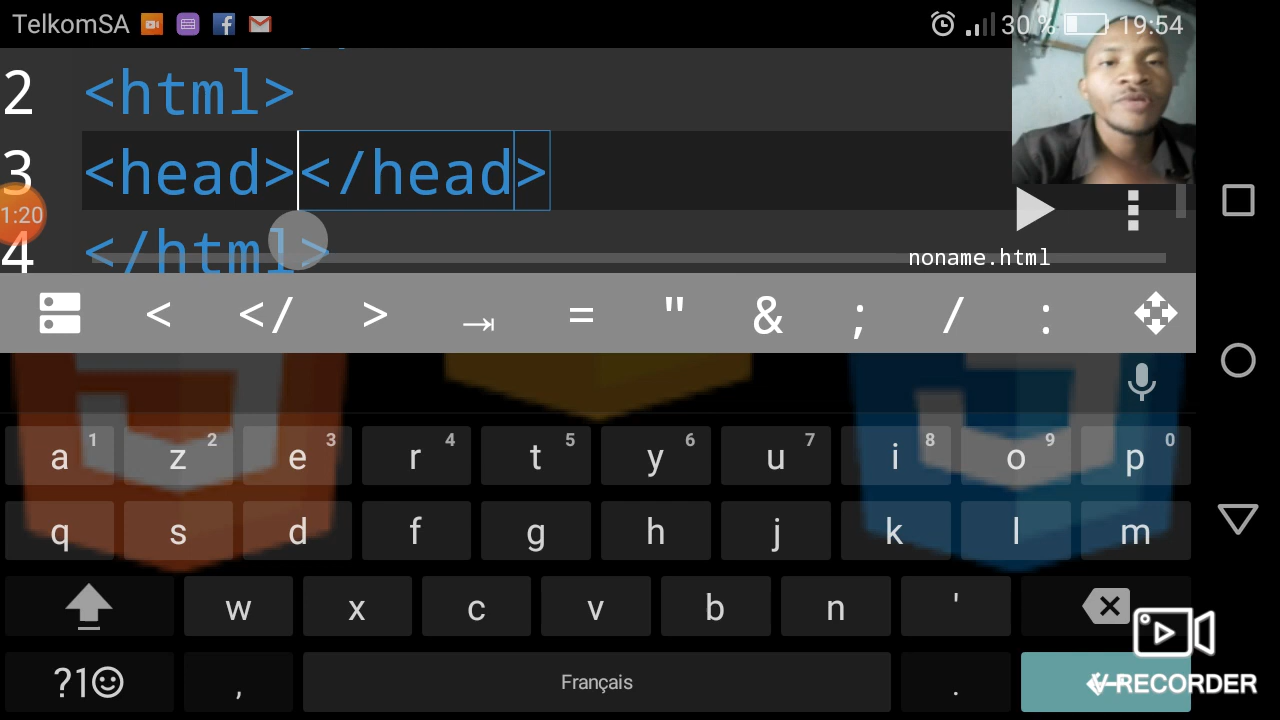 TelkomSA 30 % 19:54
2 <html>
3 <head></head>
1:20
4 </html>
noname.html
< </ > ⇥ = " & ; / :
a 1 z 2 e 3 r 4 t 5 y 6 u 7 i 8 o 9 p 0
q s d f g h j k l m
w x c v b n '
?1☺ , Français .
V-RECORDER